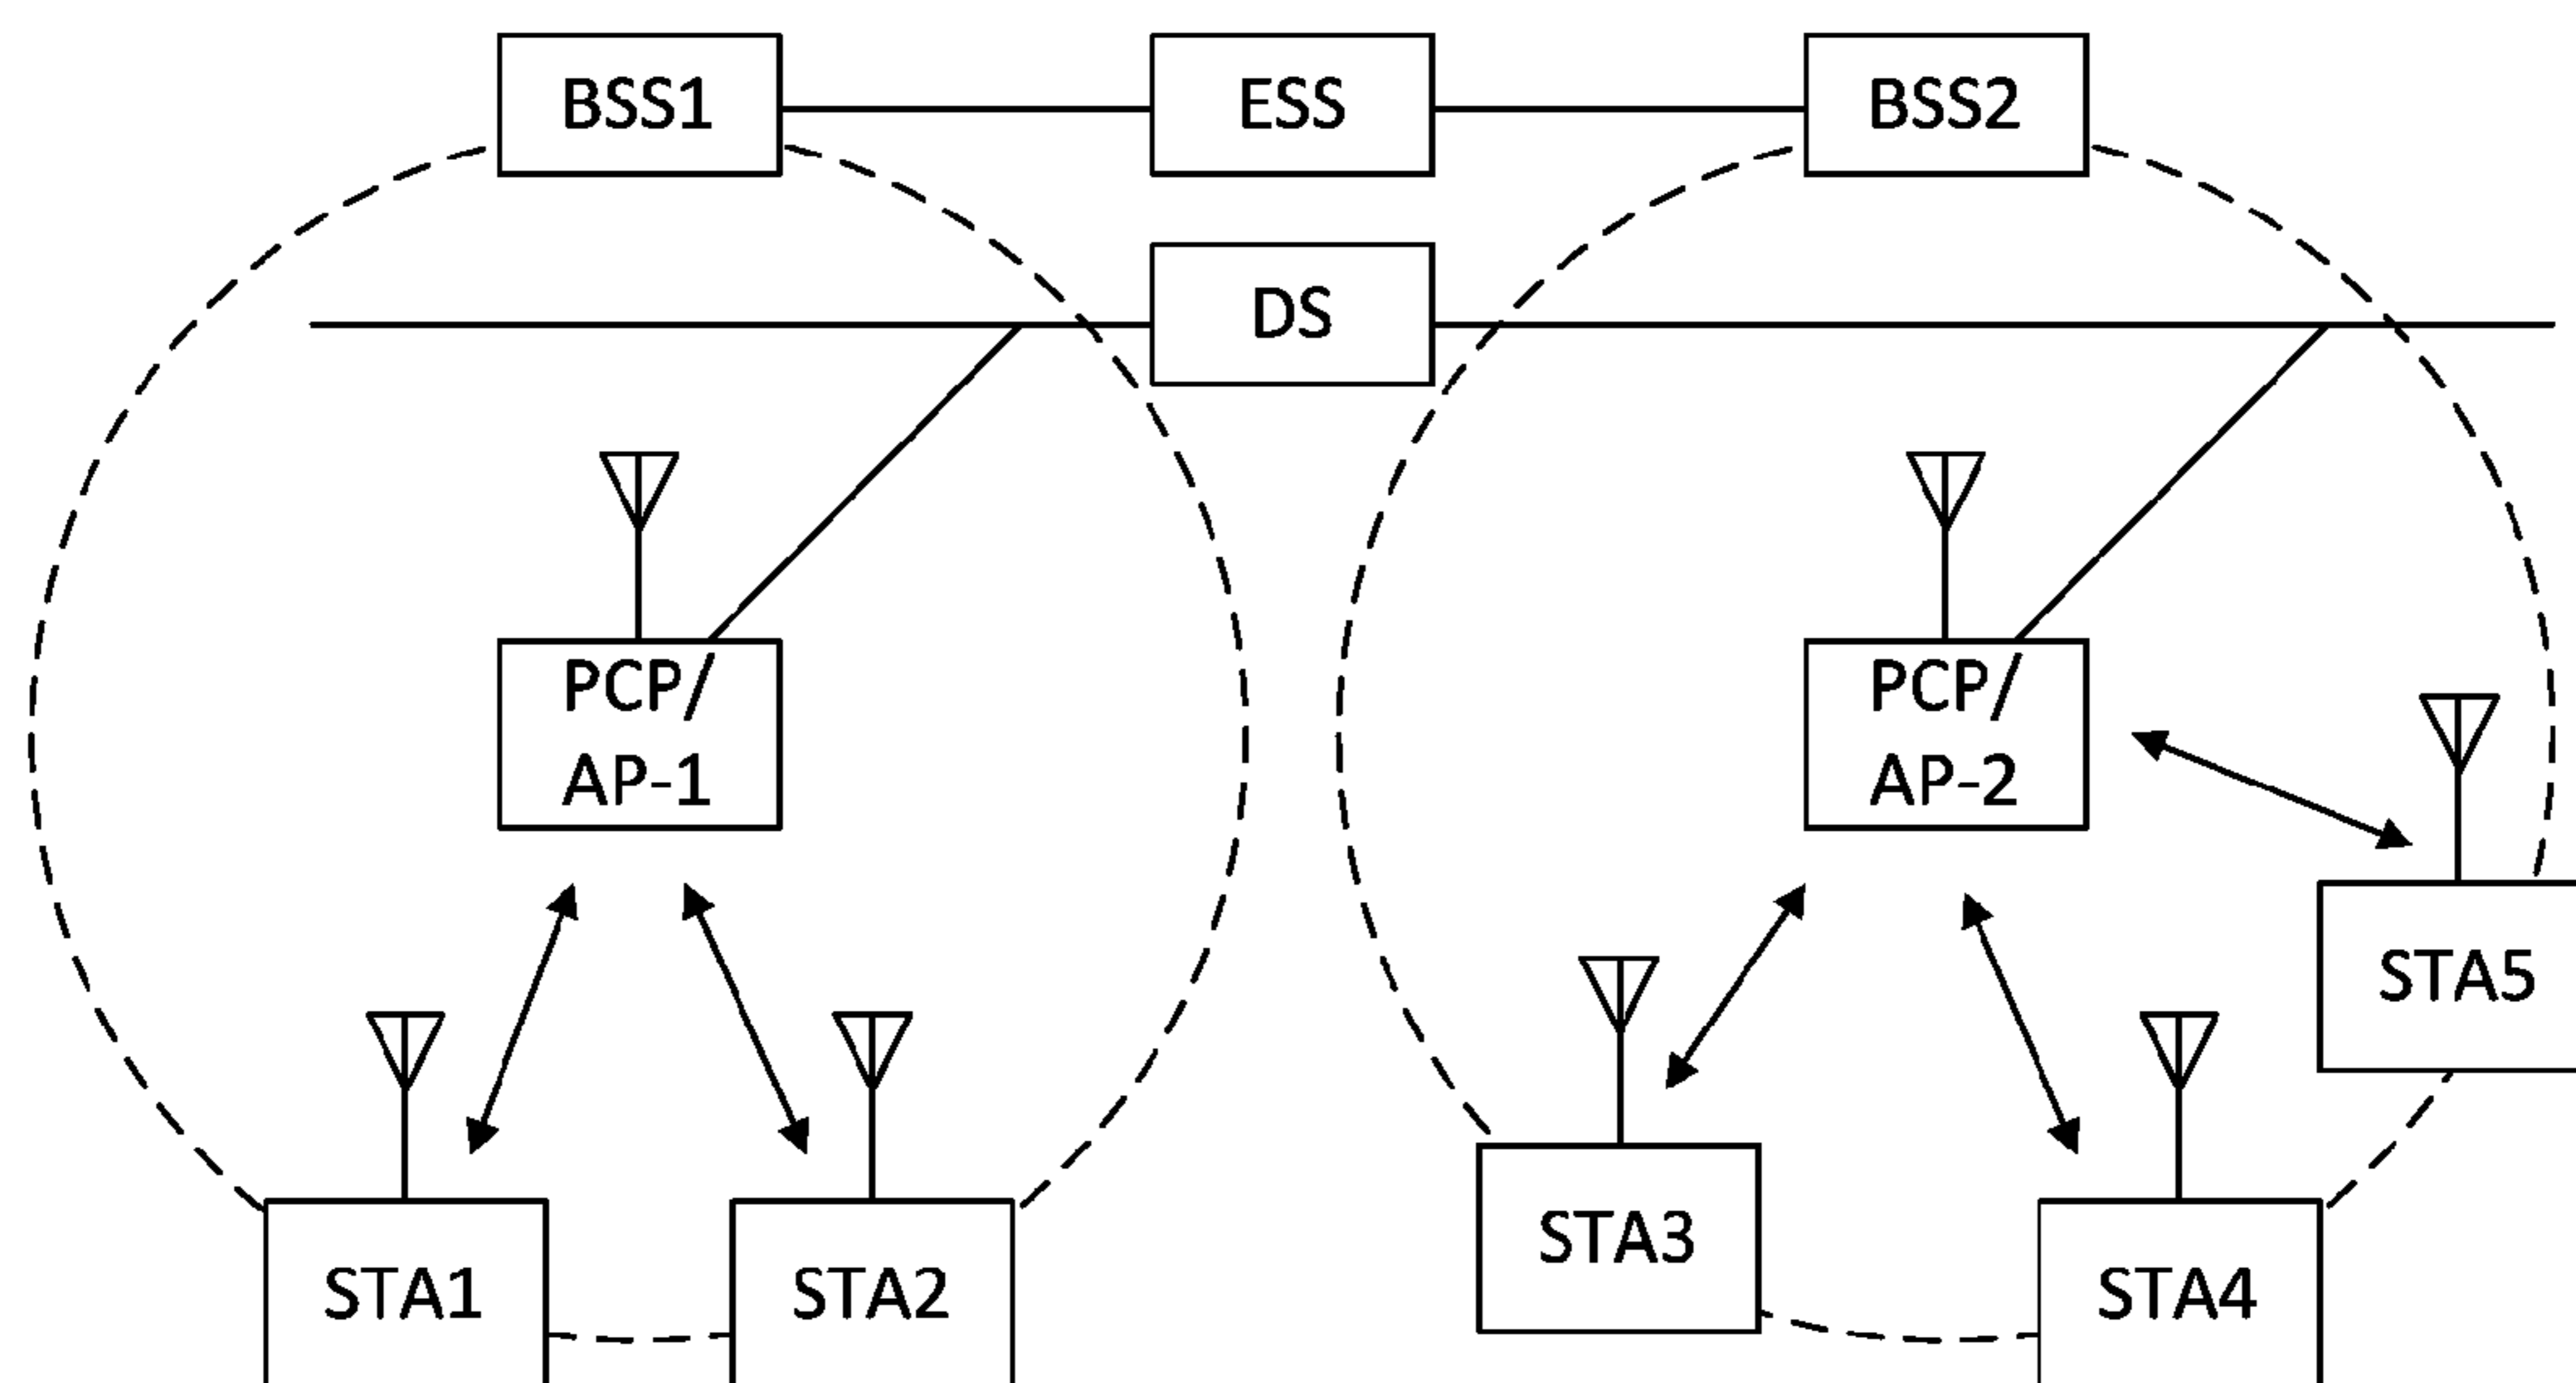 BSS1
ESS
BSS2
DS
PCP/
AP-1
PCP/
AP-2
STA5
STA3
STA1
STA2
STA4